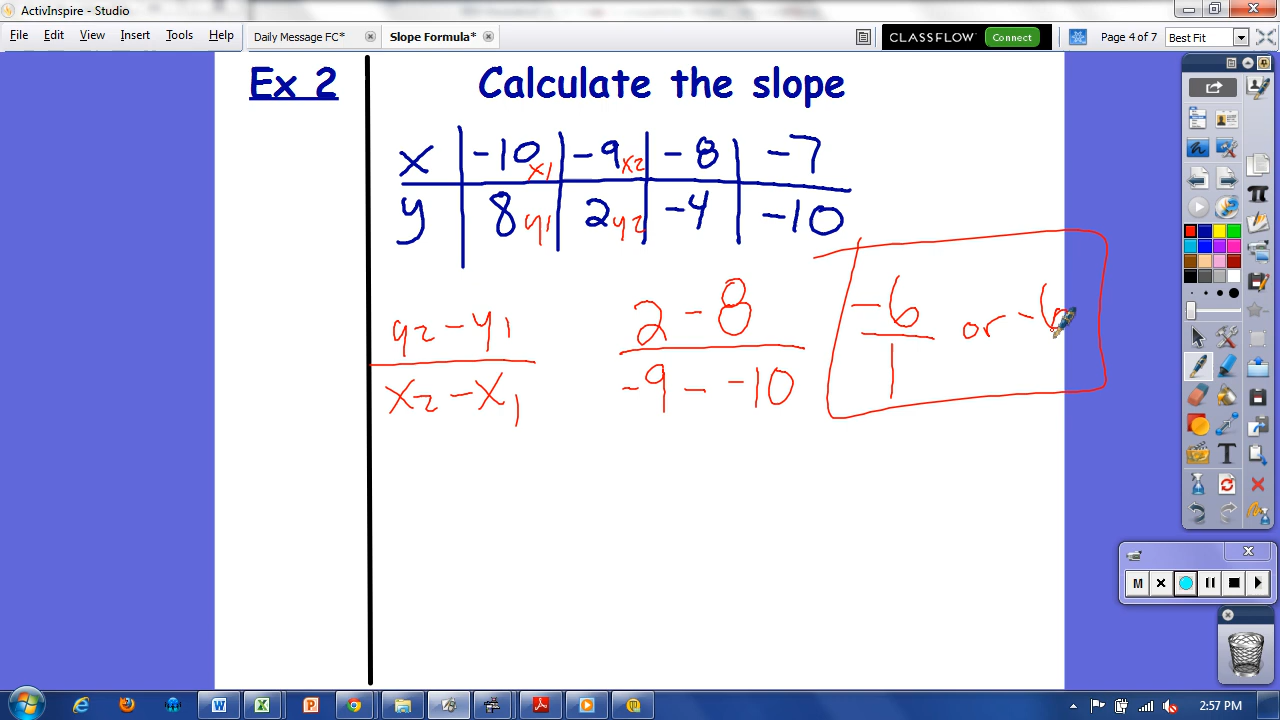 ActivInspire - Studio
File Edit View Insert Tools Help
Daily Message FC* Slope Formula*
CLASSFLOW Connect
Page 4 of 7 Best Fit
Ex 2 Calculate the slope
x -10 x1 -9 x2 -8 -7
y 8 y1 2 y2 -4 -10
y2 - y1
x2 - x1
2 - 8
-9 - -10
-6
1
or -6
M
2:57 PM